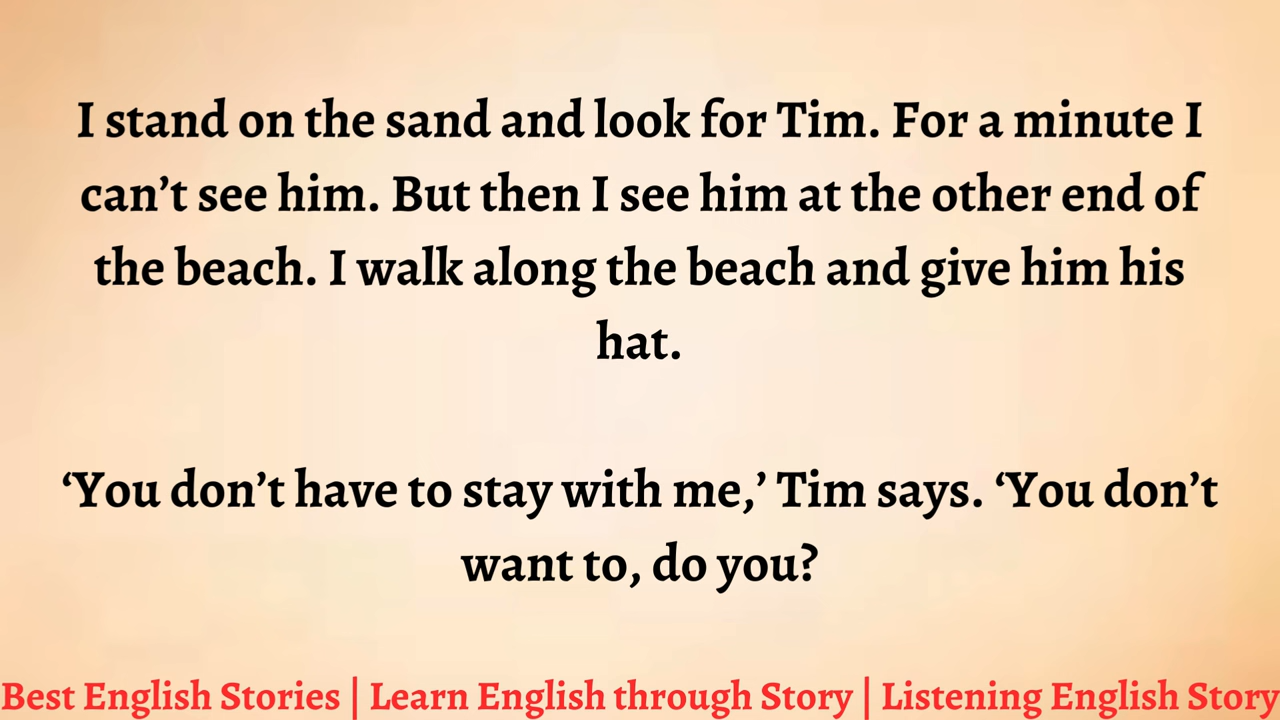 I stand on the sand and look for Tim. For a minute I
can’t see him. But then I see him at the other end of
the beach. I walk along the beach and give him his
hat.
‘You don’t have to stay with me,’ Tim says. ‘You don’t
want to, do you?
Best English Stories | Learn English through Story | Listening English Story